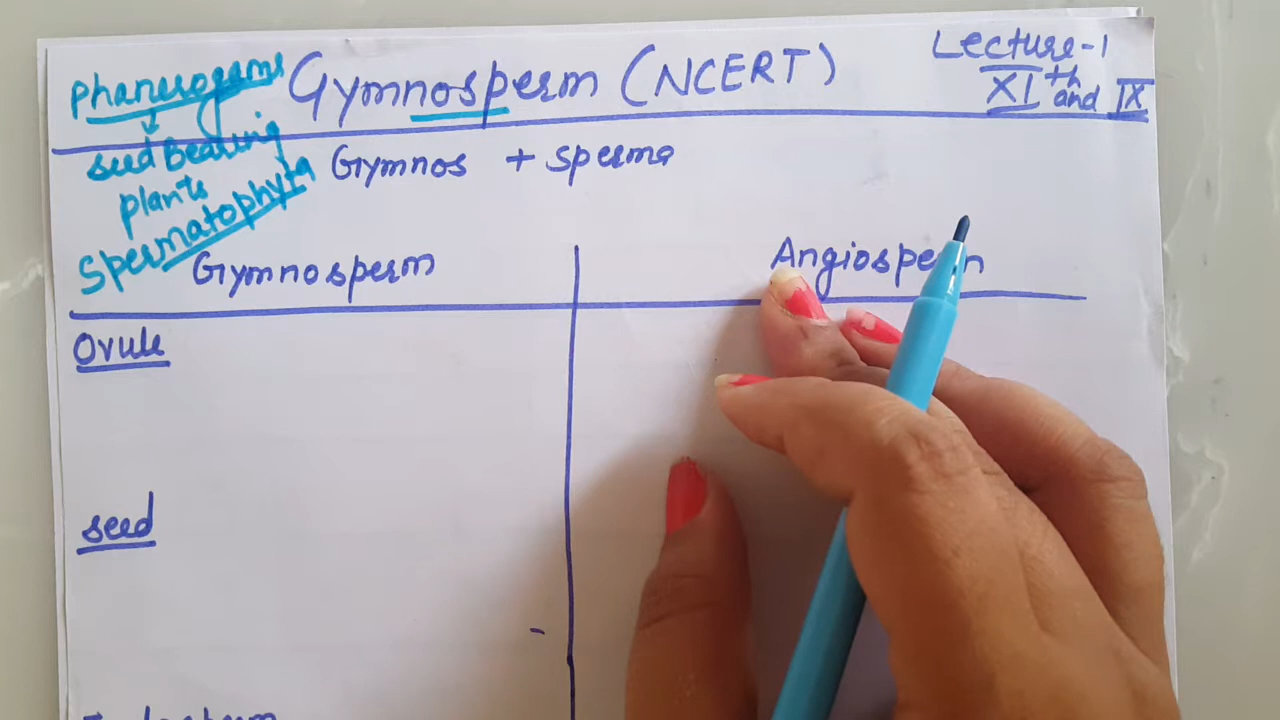 Lecture-1
XIth and IX
Gymnosperm (NCERT)
Phanerogams
seed Bearing
plants
Spermatophyta
Gymnos + sperma
Gymnosperm
Angiosperm
Ovule
seed